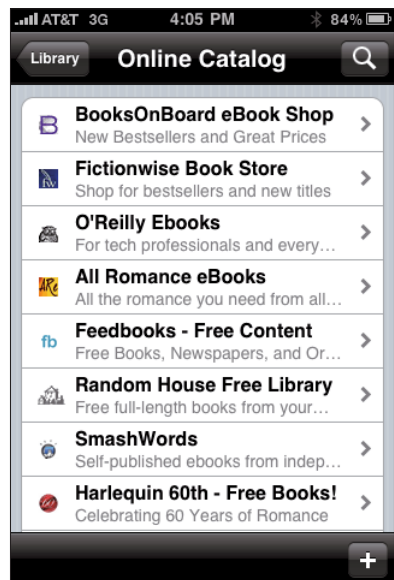 AT&T 3G 4:05 PM 84%
Library Online Catalog
B BooksOnBoard eBook Shop
New Bestsellers and Great Prices
fw Fictionwise Book Store
Shop for bestsellers and new titles
O'Reilly Ebooks
For tech professionals and every…
ARe All Romance eBooks
All the romance you need from all…
fb Feedbooks - Free Content
Free Books, Newspapers, and Or…
Random House Free Library
Free full-length books from your…
SmashWords
Self-published ebooks from indep…
60 Harlequin 60th - Free Books!
Celebrating 60 Years of Romance
+